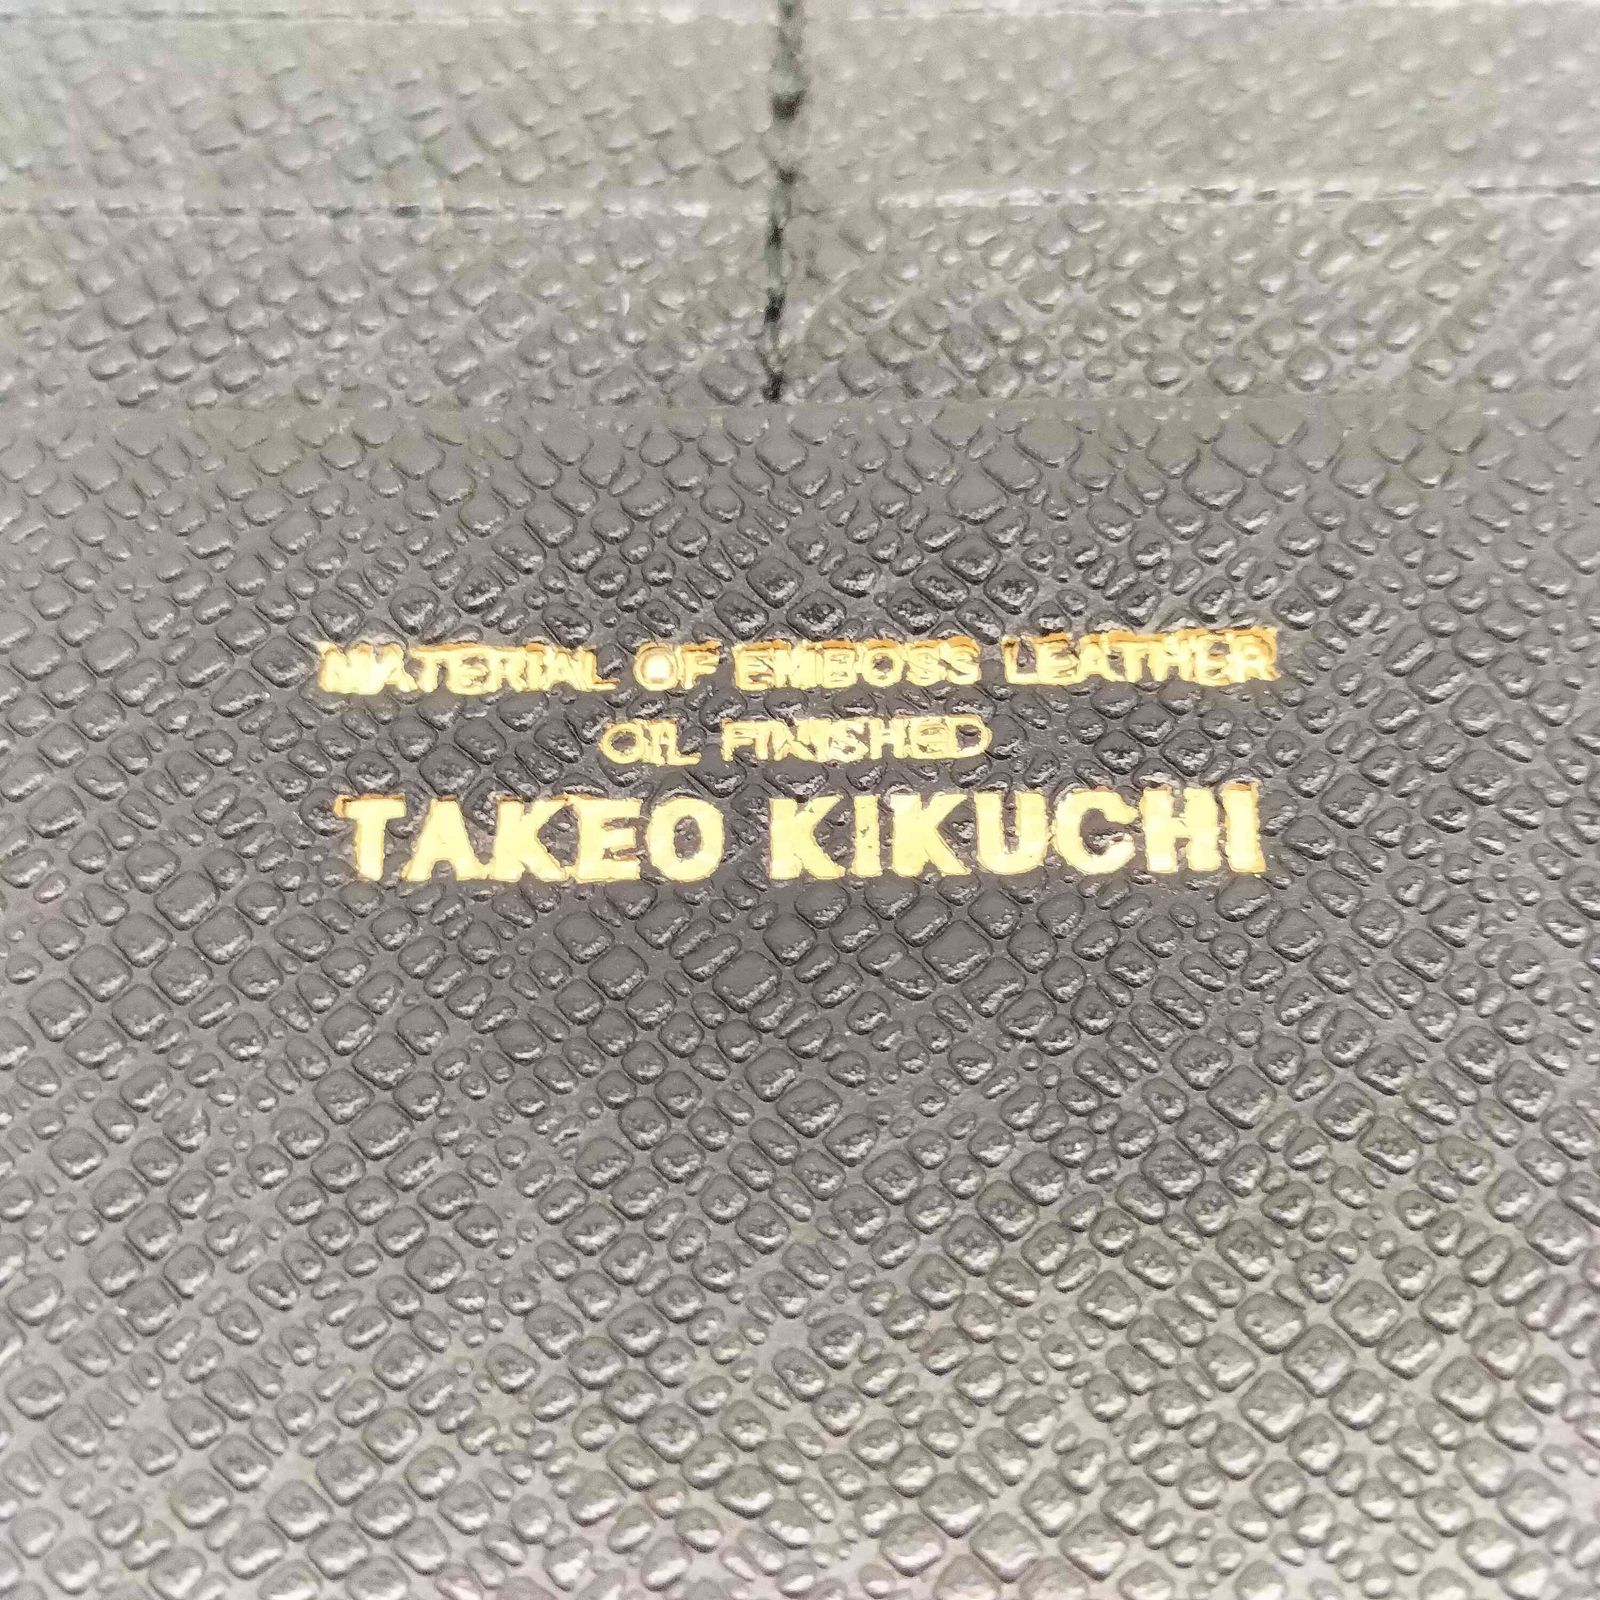 MATERIAL OF EMBOSS LEATHER
OIL FINISHED
TAKEO KIKUCHI